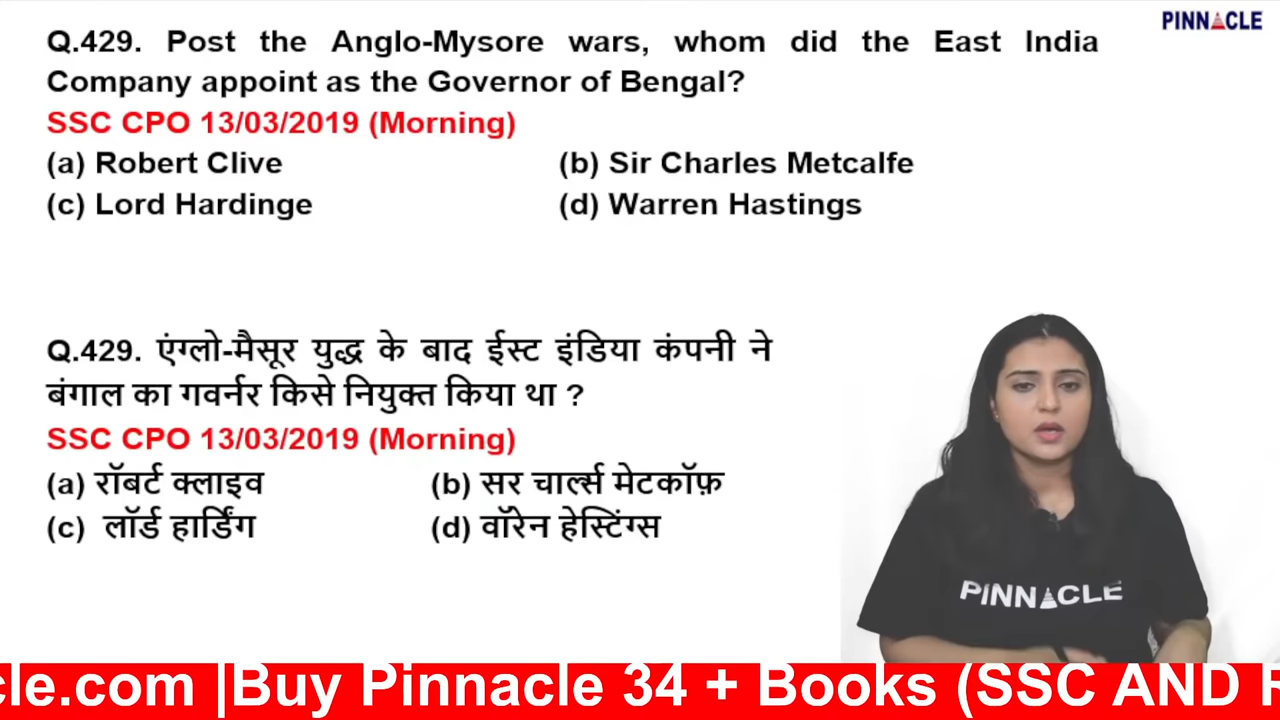 PINNACLE
Q.429. Post the Anglo-Mysore wars, whom did the East India
Company appoint as the Governor of Bengal?
SSC CPO 13/03/2019 (Morning)
(a) Robert Clive (b) Sir Charles Metcalfe
(c) Lord Hardinge (d) Warren Hastings
Q.429. एंग्लो-मैसूर युद्ध के बाद ईस्ट इंडिया कंपनी ने
बंगाल का गवर्नर किसे नियुक्त किया था ?
SSC CPO 13/03/2019 (Morning)
(a) रॉबर्ट क्लाइव (b) सर चार्ल्स मेटकॉफ़
(c) लॉर्ड हार्डिंग (d) वॉरेन हेस्टिंग्स
PINNACLE
cle.com |Buy Pinnacle 34 + Books (SSC AND R